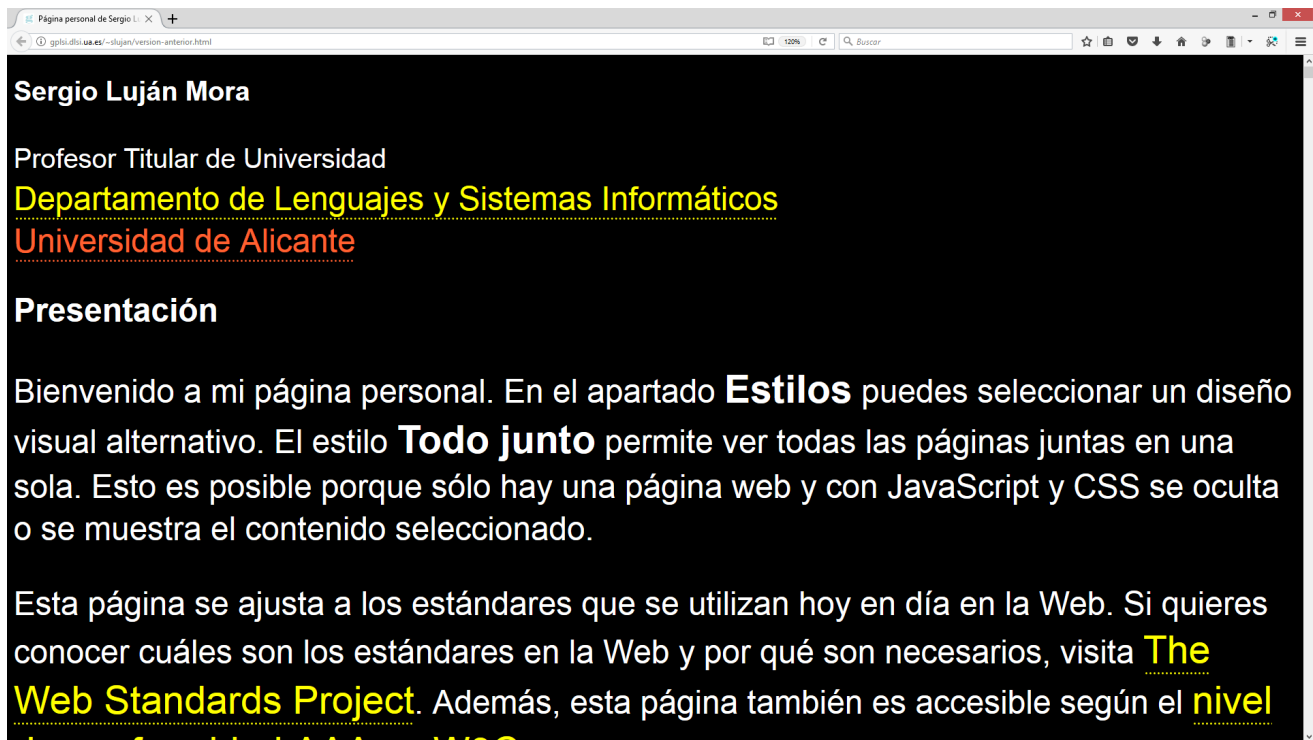 Página personal de Sergio Lu
gplsi.dlsi.ua.es/~slujan/version-anterior.html
120%
Buscar
Sergio Luján Mora
Profesor Titular de Universidad
Departamento de Lenguajes y Sistemas Informáticos
Universidad de Alicante
Presentación
Bienvenido a mi página personal. En el apartado Estilos puedes seleccionar un diseño
visual alternativo. El estilo Todo junto permite ver todas las páginas juntas en una
sola. Esto es posible porque sólo hay una página web y con JavaScript y CSS se oculta
o se muestra el contenido seleccionado.
Esta página se ajusta a los estándares que se utilizan hoy en día en la Web. Si quieres
conocer cuáles son los estándares en la Web y por qué son necesarios, visita The
Web Standards Project. Además, esta página también es accesible según el nivel